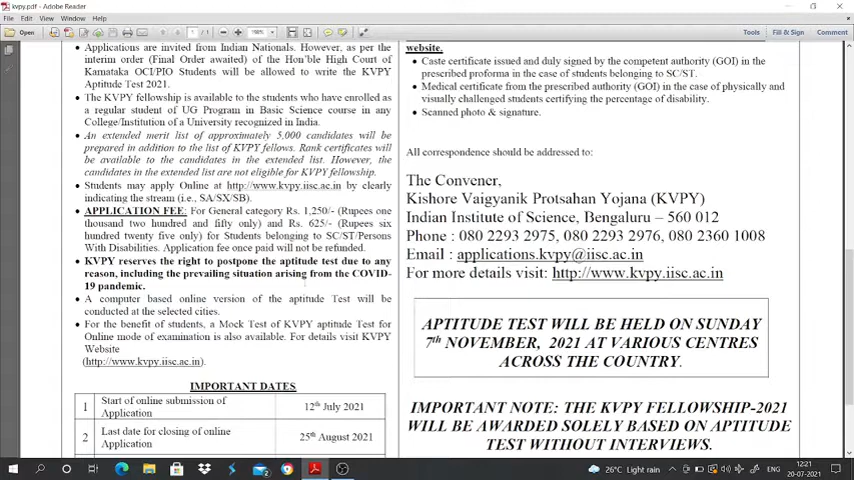 kvpy.pdf - Adobe Reader
File Edit View Window Help
Open
1 / 1
Tools Fill & Sign Comment
• Applications are invited from Indian Nationals. However, as per the
interim order (Final Order awaited) of the Hon'ble High Court of
Karnataka OCI/PIO Students will be allowed to write the KVPY
Aptitude Test 2021.
• The KVPY fellowship is available to the students who have enrolled as
a regular student of UG Program in Basic Science course in any
College/Institution of a University recognized in India.
• An extended merit list of approximately 5,000 candidates will be
prepared in addition to the list of KVPY fellows. Rank certificates will
be available to the candidates in the extended list. However, the
candidates in the extended list are not eligible for KVPY fellowship.
• Students may apply Online at http://www.kvpy.iisc.ac.in by clearly
indicating the stream (i.e., SA/SX/SB).
• APPLICATION FEE: For General category Rs. 1,250/- (Rupees one
thousand two hundred and fifty only) and Rs. 625/- (Rupees six
hundred twenty five only) for Students belonging to SC/ST/Persons
With Disabilities. Application fee once paid will not be refunded.
• KVPY reserves the right to postpone the aptitude test due to any
reason, including the prevailing situation arising from the COVID-
19 pandemic.
• A computer based online version of the aptitude Test will be
conducted at the selected cities.
• For the benefit of students, a Mock Test of KVPY aptitude Test for
Online mode of examination is also available. For details visit KVPY
Website
(http://www.kvpy.iisc.ac.in).
IMPORTANT DATES
1 Start of online submission of Application 12th July 2021
2 Last date for closing of online Application 25th August 2021
website.
• Caste certificate issued and duly signed by the competent authority (GOI) in the
prescribed proforma in the case of students belonging to SC/ST.
• Medical certificate from the prescribed authority (GOI) in the case of physically and
visually challenged students certifying the percentage of disability.
• Scanned photo & signature.
All correspondence should be addressed to:
The Convener,
Kishore Vaigyanik Protsahan Yojana (KVPY)
Indian Institute of Science, Bengaluru – 560 012
Phone : 080 2293 2975, 080 2293 2976, 080 2360 1008
Email : applications.kvpy@iisc.ac.in
For more details visit: http://www.kvpy.iisc.ac.in
APTITUDE TEST WILL BE HELD ON SUNDAY
7th NOVEMBER, 2021 AT VARIOUS CENTRES
ACROSS THE COUNTRY.
IMPORTANT NOTE: THE KVPY FELLOWSHIP-2021
WILL BE AWARDED SOLELY BASED ON APTITUDE
TEST WITHOUT INTERVIEWS.
26°C Light rain
ENG
12:21
20-07-2021